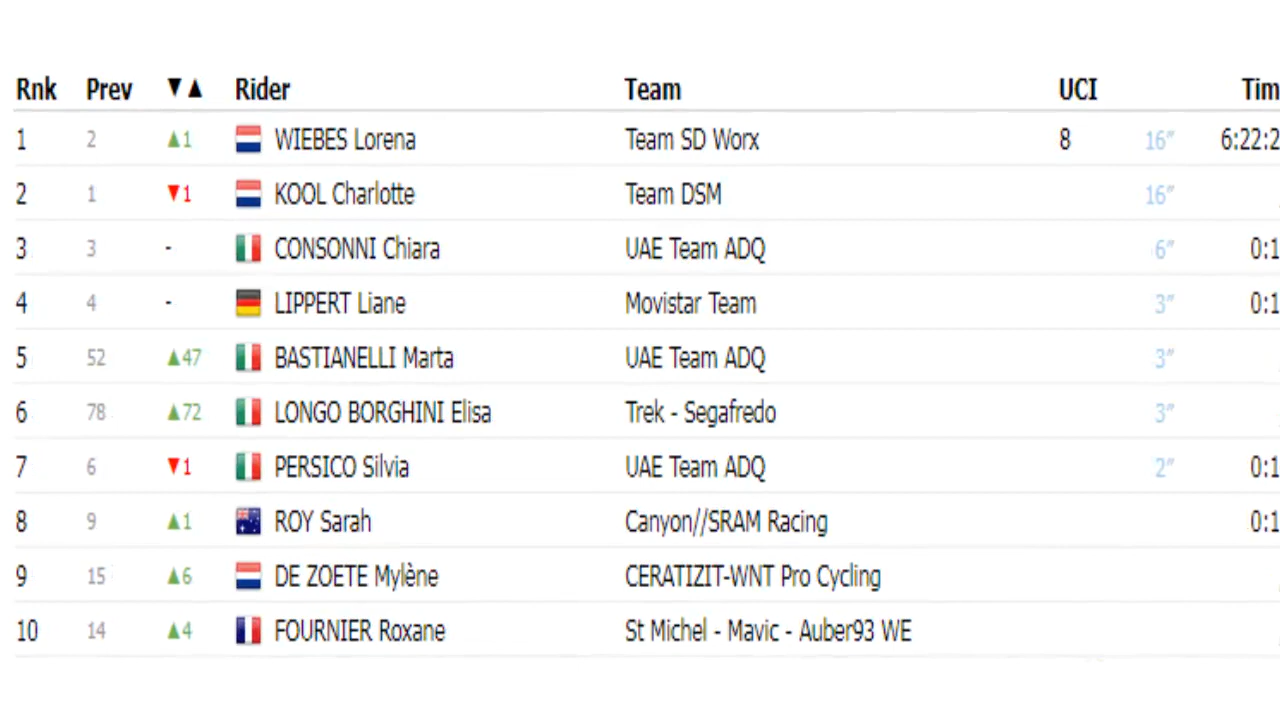 Rnk Prev ▼▲ Rider Team UCI Tim
1 2 ▲1 WIEBES Lorena Team SD Worx 8 16″ 6:22:2
2 1 ▼1 KOOL Charlotte Team DSM 16″
3 3 - CONSONNI Chiara UAE Team ADQ 6″ 0:1
4 4 - LIPPERT Liane Movistar Team 3″ 0:1
5 52 ▲47 BASTIANELLI Marta UAE Team ADQ 3″
6 78 ▲72 LONGO BORGHINI Elisa Trek - Segafredo 3″
7 6 ▼1 PERSICO Silvia UAE Team ADQ 2″ 0:1
8 9 ▲1 ROY Sarah Canyon//SRAM Racing 0:1
9 15 ▲6 DE ZOETE Mylène CERATIZIT-WNT Pro Cycling
10 14 ▲4 FOURNIER Roxane St Michel - Mavic - Auber93 WE